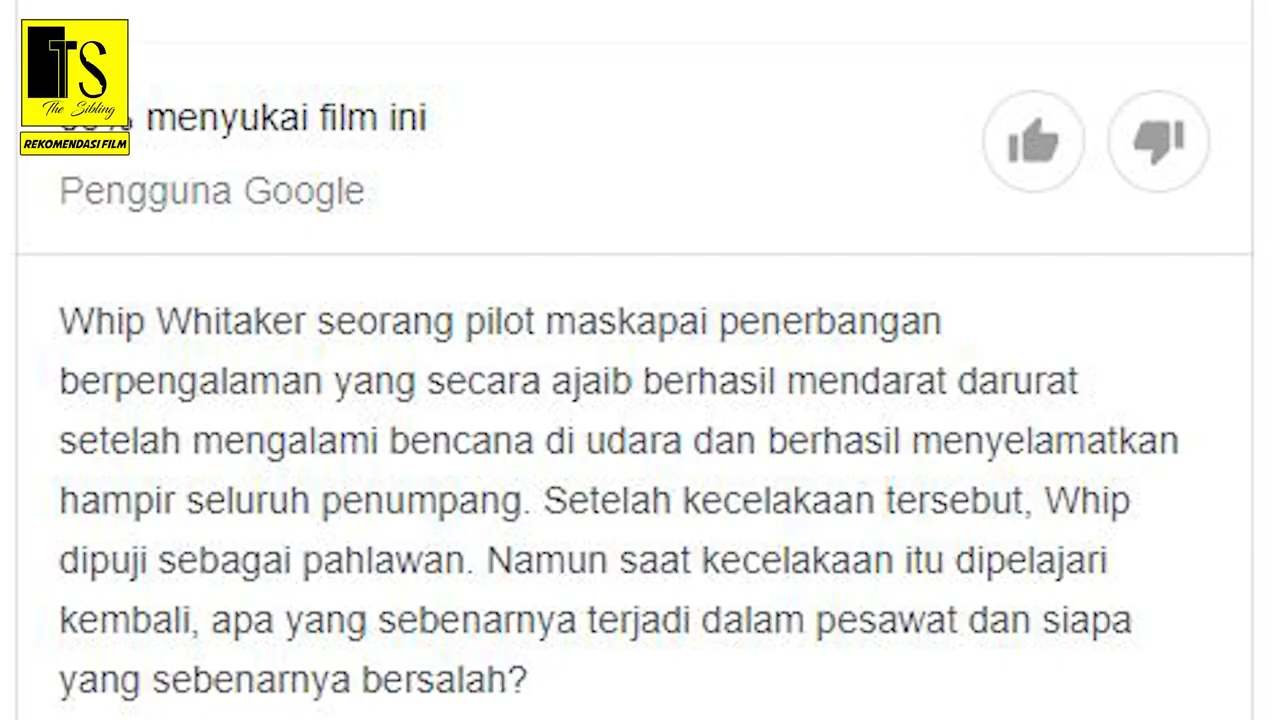 TS
The Sibling
REKOMENDASI FILM
menyukai film ini
Pengguna Google
Whip Whitaker seorang pilot maskapai penerbangan
berpengalaman yang secara ajaib berhasil mendarat darurat
setelah mengalami bencana di udara dan berhasil menyelamatkan
hampir seluruh penumpang. Setelah kecelakaan tersebut, Whip
dipuji sebagai pahlawan. Namun saat kecelakaan itu dipelajari
kembali, apa yang sebenarnya terjadi dalam pesawat dan siapa
yang sebenarnya bersalah?